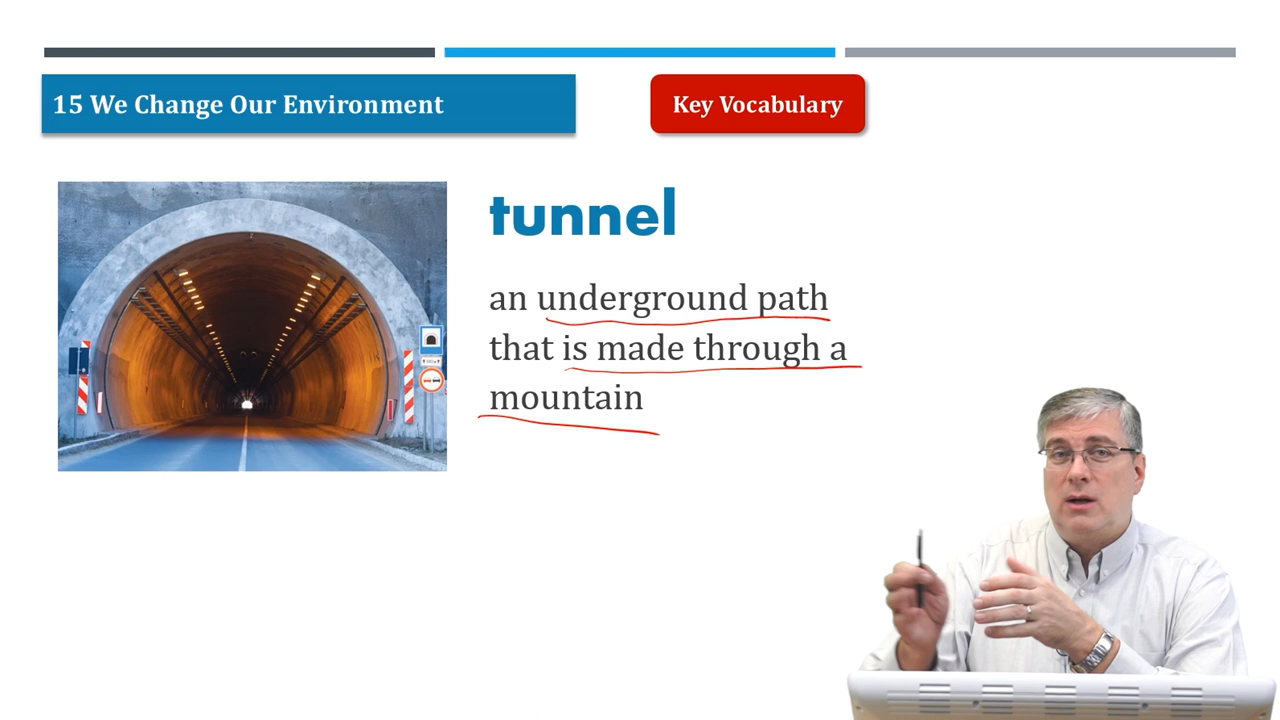 15 We Change Our Environment
Key Vocabulary
tunnel
an underground path
that is made through a
mountain